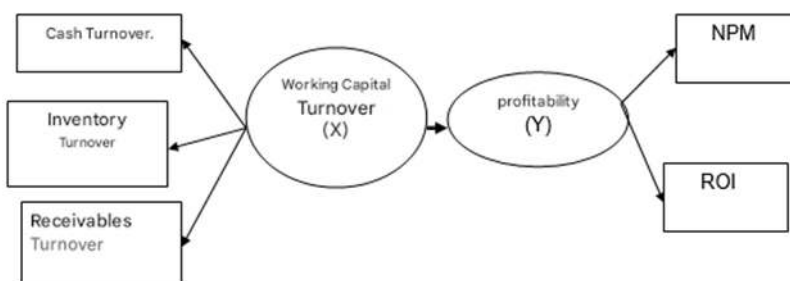 Cash Turnover.
Inventory
Turnover
Receivables
Turnover
Working Capital
Turnover
(X)
profitability
(Y)
NPM
ROI